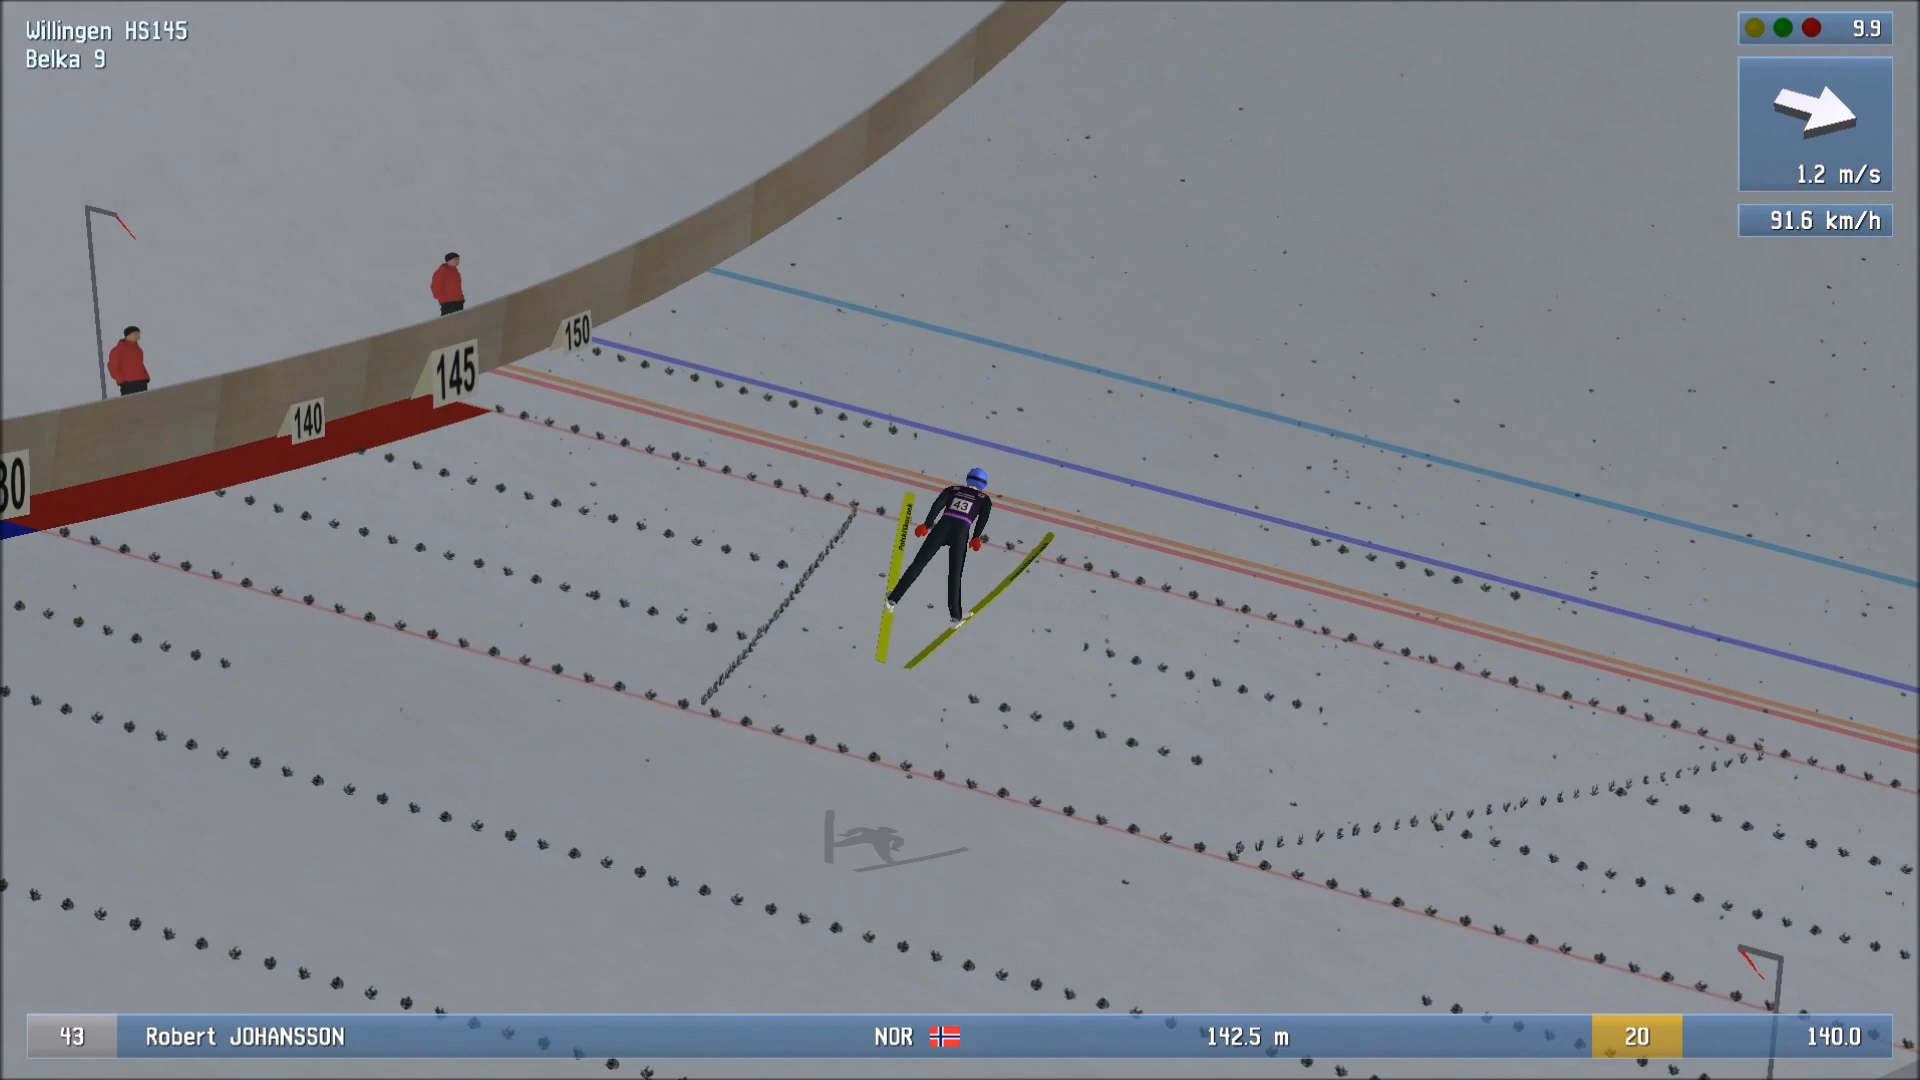 Willingen HS145
Belka 9
9.9
1.2 m/s
91.6 km/h
150
145
140
43
43 Robert JOHANSSON NOR 142.5 m 20 140.0